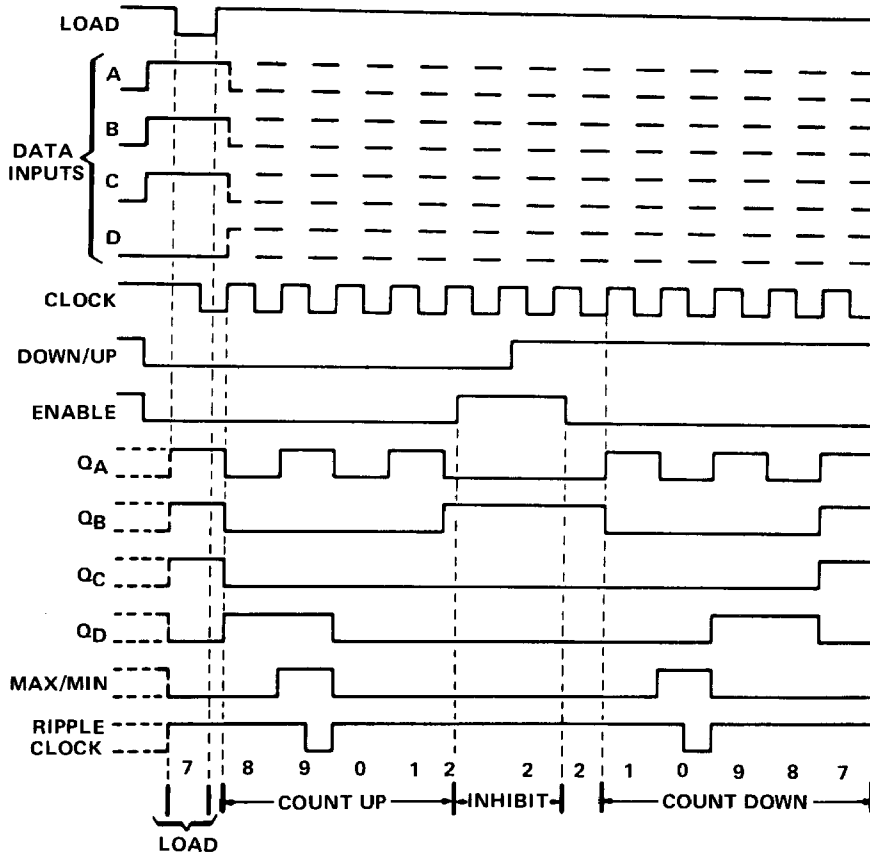 LOAD
A
B
DATA
INPUTS
C
D
CLOCK
DOWN/UP
ENABLE
QA
QB
QC
QD
MAX/MIN
RIPPLE
CLOCK
7 8 9 0 1 2 2 2 1 0 9 8 7
COUNT UP INHIBIT COUNT DOWN
LOAD